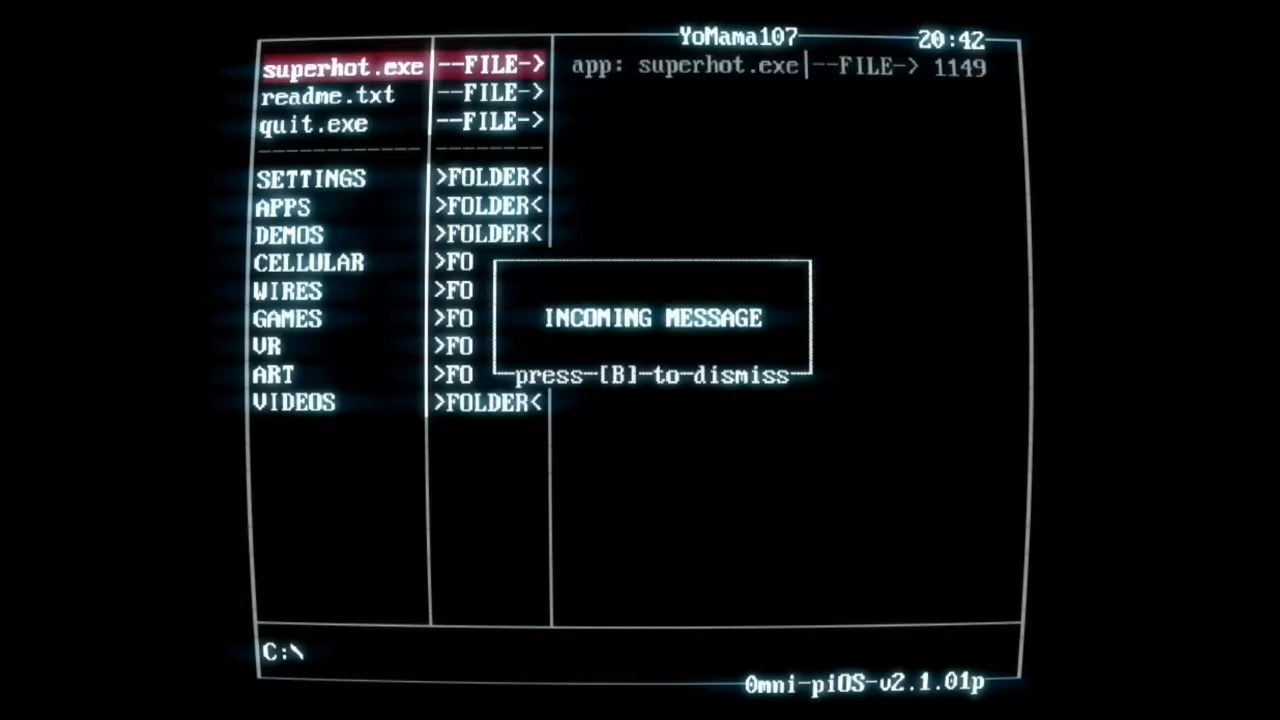 YoMama107 20:42
superhot.exe --FILE-> app: superhot.exe|--FILE-> 1149
readme.txt --FILE->
quit.exe --FILE->
SETTINGS >FOLDER<
APPS >FOLDER<
DEMOS >FOLDER<
CELLULAR >FO
WIRES >FO
GAMES >FO
INCOMING MESSAGE
VR >FO
ART >FO
press-[B]-to-dismiss
VIDEOS >FOLDER<
C:\
0mni-piOS-v2.1.01p